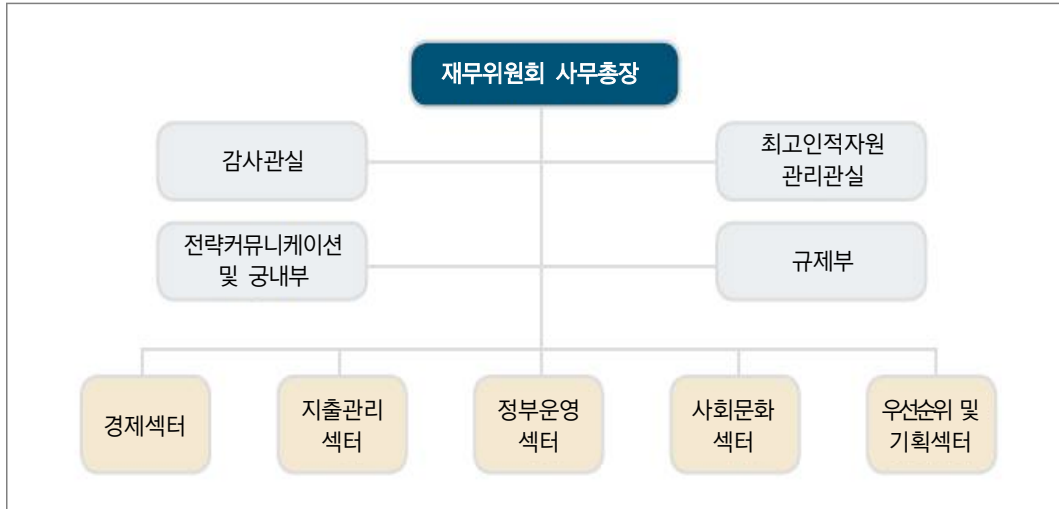 재무위원회 사무총장
감사관실
최고인적자원
관리관실
전략커뮤니케이션
및 궁내부
규제부
경제섹터
지출관리
섹터
정부운영
섹터
사회문화
섹터
우선순위 및
기획섹터